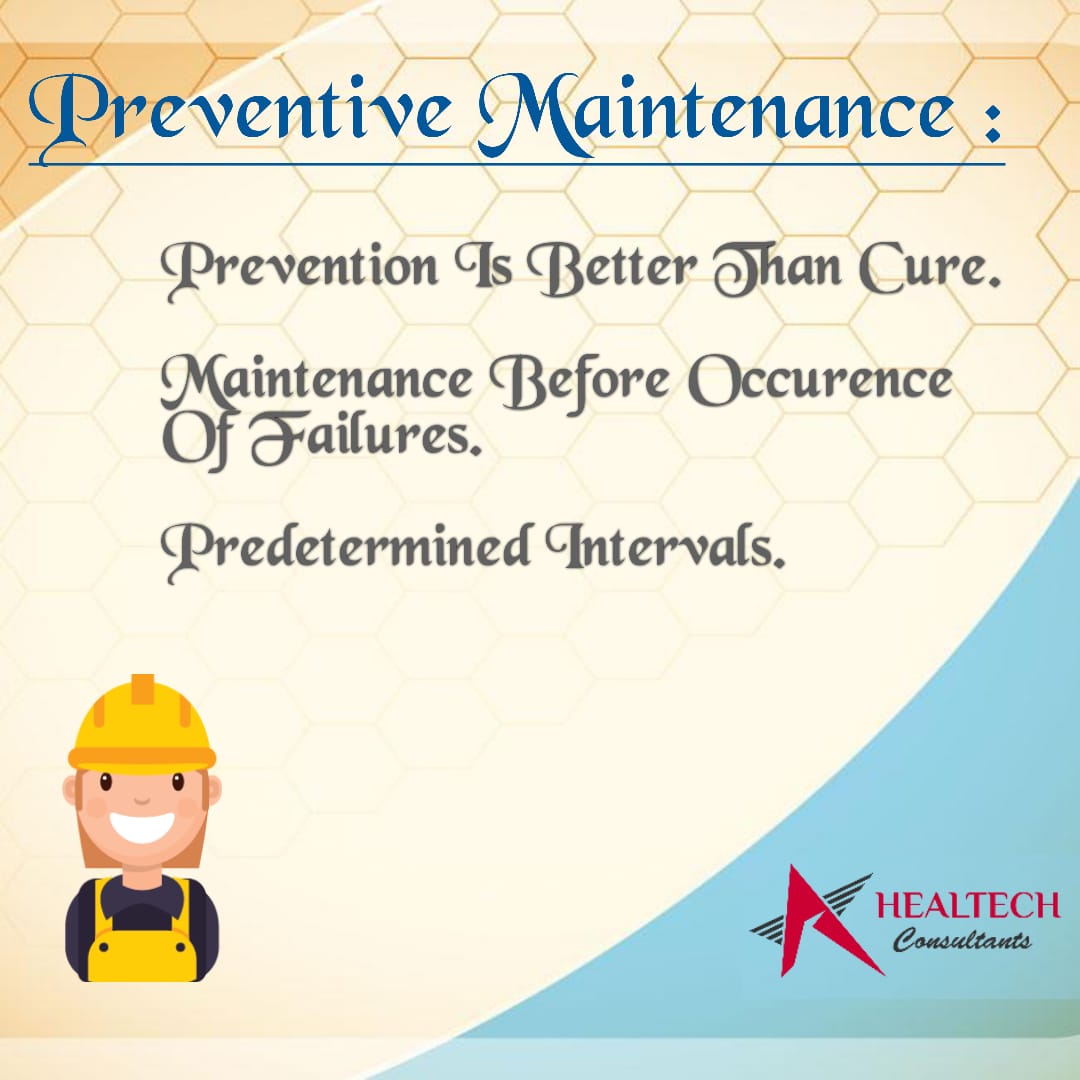 Preventive Maintenance :
Prevention Is Better Than Cure.
Maintenance Before Occurence
Of Failures.
Predetermined Intervals.
HEALTECH
Consultants